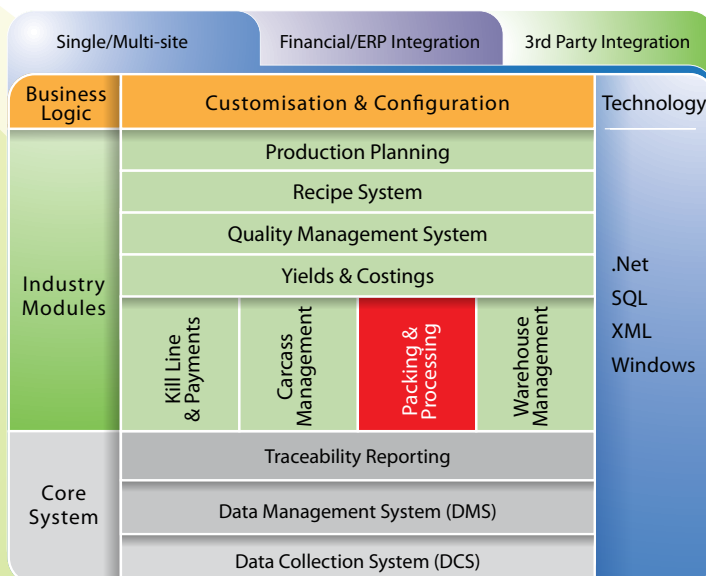 Single/Multi-site
Financial/ERP Integration
3rd Party Integration
Business
Logic
Customisation & Configuration
Technology
Production Planning
Recipe System
Quality Management System
Yields & Costings
Industry
Modules
Kill Line
& Payments
Carcass
Management
Packing &
Processing
Warehouse
Management
.Net
SQL
XML
Windows
Core
System
Traceability Reporting
Data Management System (DMS)
Data Collection System (DCS)